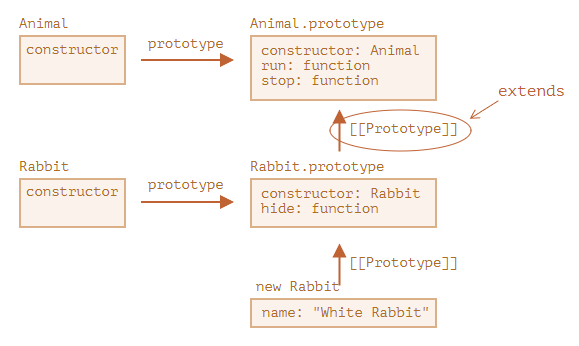 Animal
Animal.prototype
constructor
prototype
constructor: Animal
run: function
stop: function
extends
[[Prototype]]
Rabbit
Rabbit.prototype
constructor
prototype
constructor: Rabbit
hide: function
[[Prototype]]
new Rabbit
name: "White Rabbit"